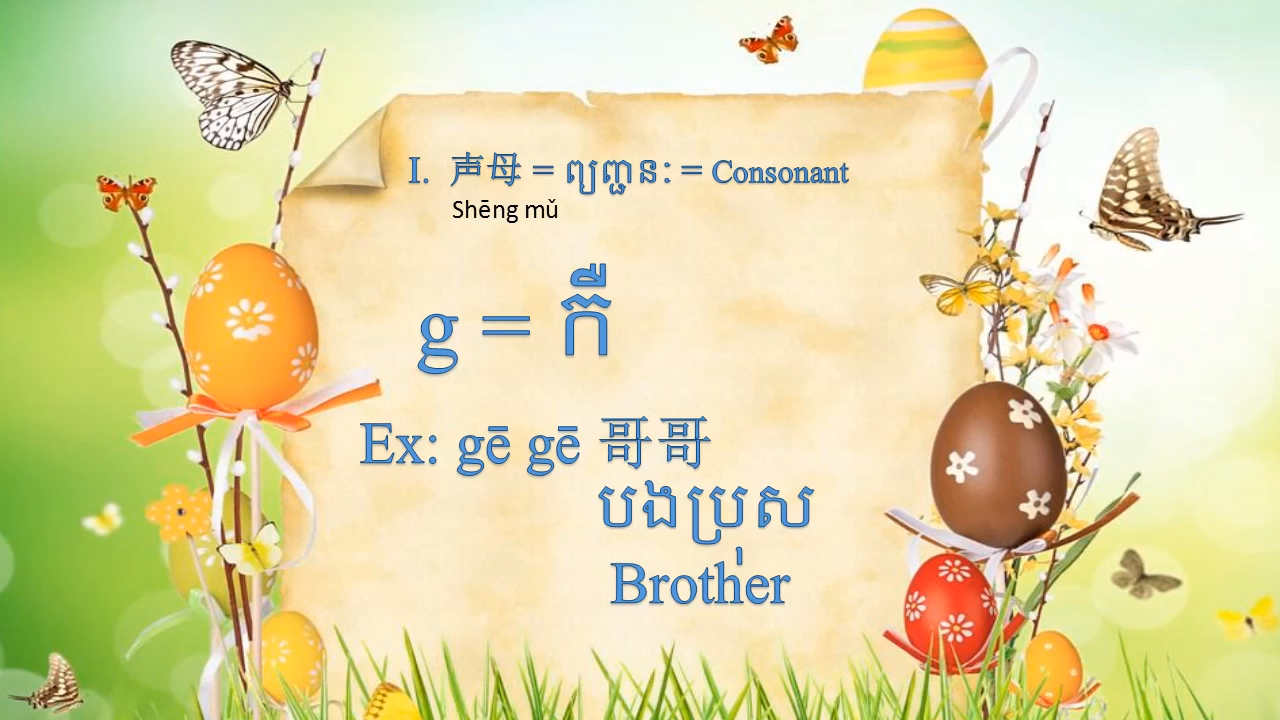 I. 声母 = ព្យញ្ជនៈ = Consonant
Shēng mǔ
g = ក៊ឺ
Ex: gē gē 哥哥
បងប្រុស
Brother